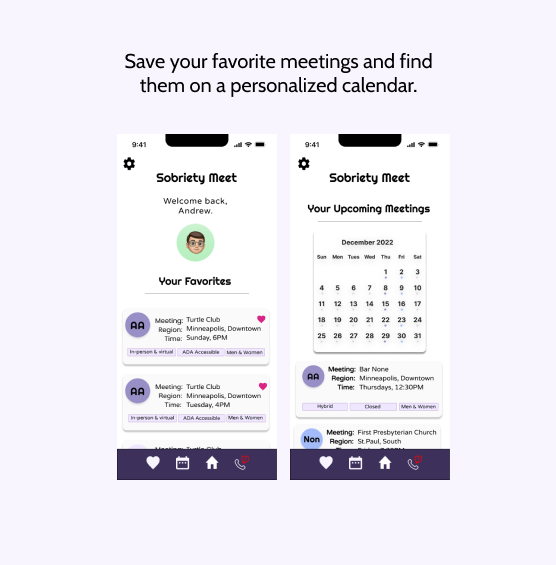 Save your favorite meetings and find
them on a personalized calendar.
9:41
Sobriety Meet
Welcome back,
Andrew.
Your Favorites
AA
Meeting: Turtle Club
Region: Minneapolis, Downtown
Time: Sunday, 6PM
In-person & virtual ADA Accessible Men & Women
AA
Meeting: Turtle Club
Region: Minneapolis, Downtown
Time: Tuesday, 4PM
In-person & virtual ADA Accessible Men & Women
Meeting: Turtle Club
9:41
Sobriety Meet
Your Upcoming Meetings
December 2022
Sun Mon Tues Wed Thu Fri Sat
1 2 3
4 5 6 7 8 9 10
11 12 13 14 15 16 17
18 19 20 21 22 23 24
25 26 27 28 29 30 31
AA
Meeting: Bar None
Region: Minneapolis, Downtown
Time: Thursdays, 12:30PM
Hybrid Closed Men & Women
Non
Meeting: First Presbyterian Church
Region: St.Paul, South